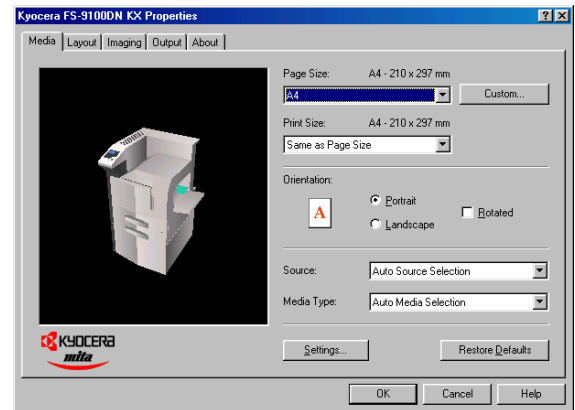 Kyocera FS-9100DN KX Properties
Media Layout Imaging Output About
Page Size: A4 - 210 x 297 mm
A4 Custom...
Print Size: A4 - 210 x 297 mm
Same as Page Size
Orientation:
A Portrait Rotated
Landscape
Source: Auto Source Selection
Media Type: Auto Media Selection
KYOCERA
mita
Settings... Restore Defaults
OK Cancel Help